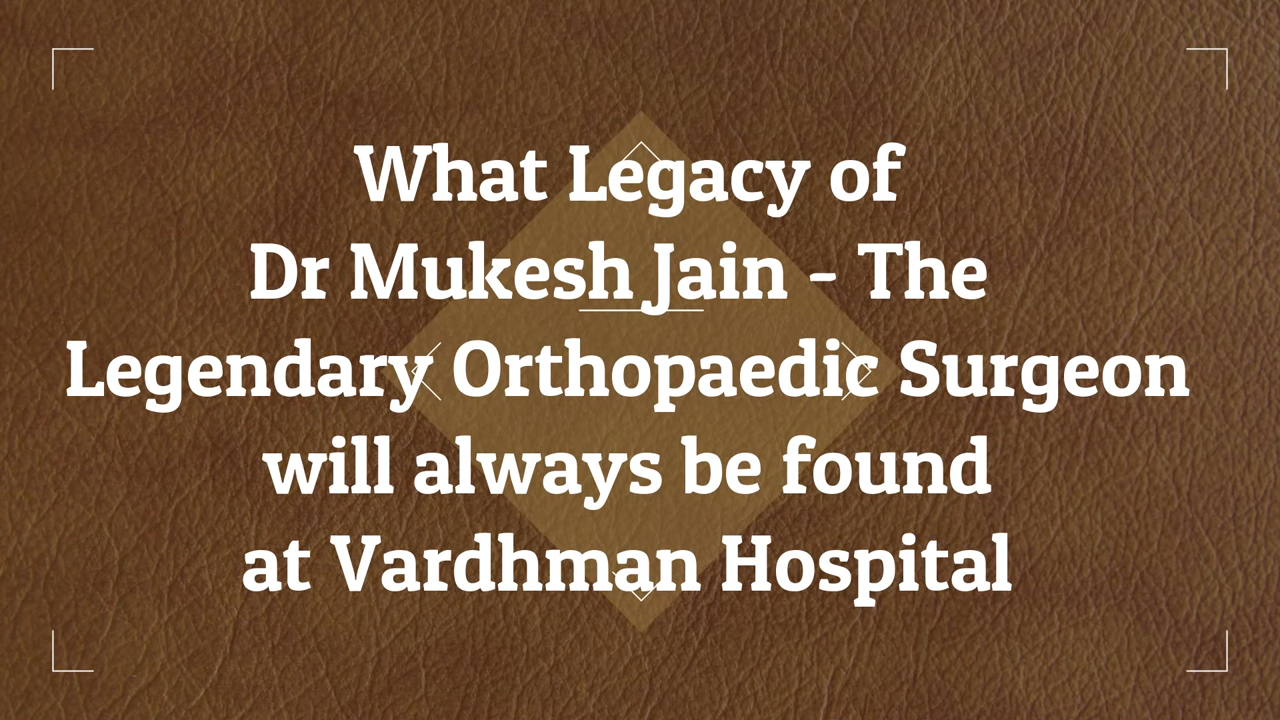 What Legacy of
Dr Mukesh Jain - The
Legendary Orthopaedic Surgeon
will always be found
at Vardhman Hospital